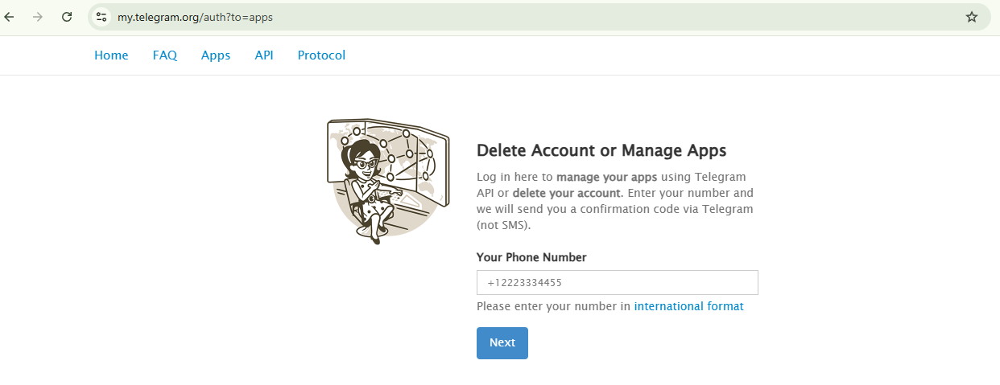 my.telegram.org/auth?to=apps
Home FAQ Apps API Protocol
Delete Account or Manage Apps
Log in here to manage your apps using Telegram
API or delete your account. Enter your number and
we will send you a confirmation code via Telegram
(not SMS).
Your Phone Number
+12223334455
Please enter your number in international format
Next